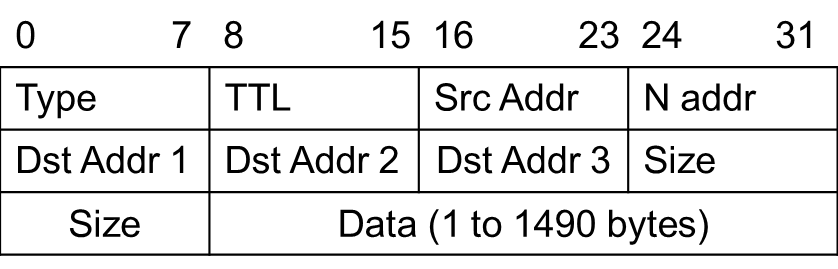 0 7 8 15 16 23 24 31
Type TTL Src Addr N addr
Dst Addr 1 Dst Addr 2 Dst Addr 3 Size
Size Data (1 to 1490 bytes)